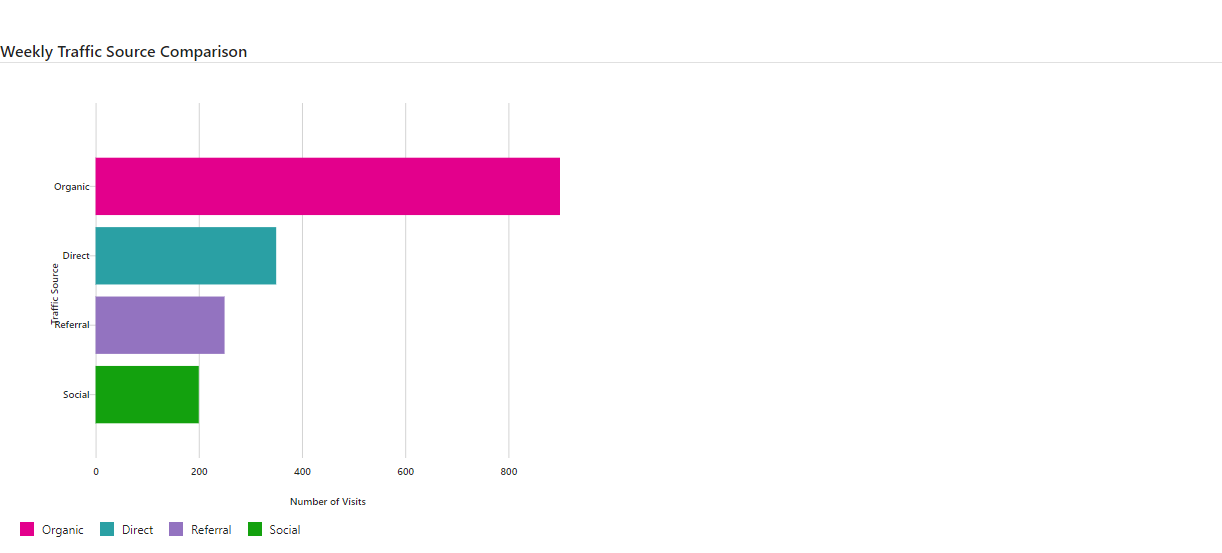 Weekly Traffic Source Comparison
Organic
Direct
Traffic Source
Referral
Social
0 200 400 600 800
Number of Visits
Organic Direct Referral Social